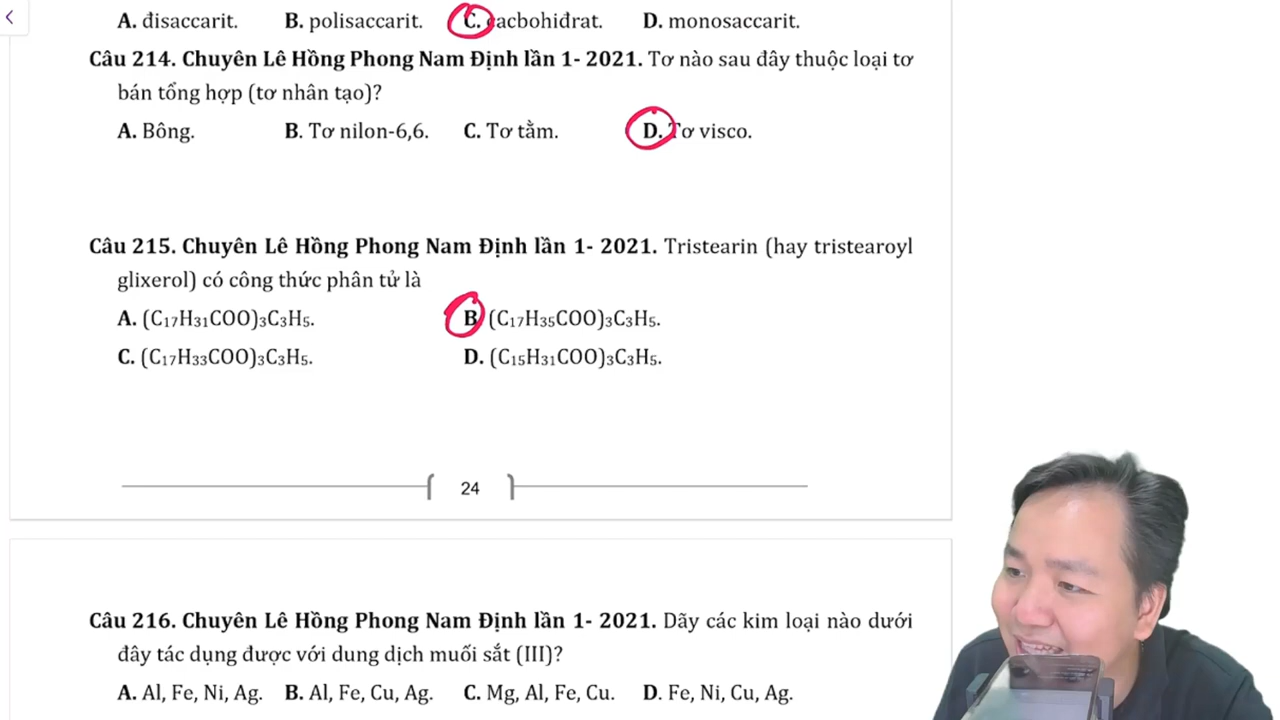 A. đisaccarit. B. polisaccarit. C. cacbohiđrat. D. monosaccarit.
Câu 214. Chuyên Lê Hồng Phong Nam Định lần 1- 2021. Tơ nào sau đây thuộc loại tơ
bán tổng hợp (tơ nhân tạo)?
A. Bông. B. Tơ nilon-6,6. C. Tơ tằm. D. Tơ visco.
Câu 215. Chuyên Lê Hồng Phong Nam Định lần 1- 2021. Tristearin (hay tristearoyl
glixerol) có công thức phân tử là
A. (C₁₇H₃₁COO)₃C₃H₅. B. (C₁₇H₃₅COO)₃C₃H₅.
C. (C₁₇H₃₃COO)₃C₃H₅. D. (C₁₅H₃₁COO)₃C₃H₅.
24
Câu 216. Chuyên Lê Hồng Phong Nam Định lần 1- 2021. Dãy các kim loại nào dưới
đây tác dụng được với dung dịch muối sắt (III)?
A. Al, Fe, Ni, Ag. B. Al, Fe, Cu, Ag. C. Mg, Al, Fe, Cu. D. Fe, Ni, Cu, Ag.